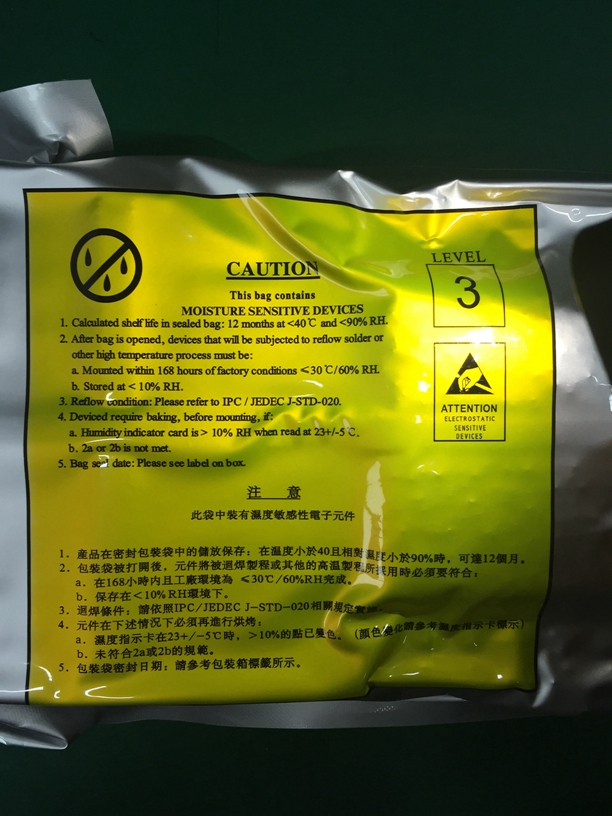 CAUTION
This bag contains
MOISTURE SENSITIVE DEVICES
1. Calculated shelf life in sealed bag: 12 months at <40℃ and <90% RH.
2. After bag is opened, devices that will be subjected to reflow solder or
other high temperature process must be:
a. Mounted within 168 hours of factory conditions ≤30℃/60% RH.
b. Stored at < 10% RH.
3. Reflow condition: Please refer to IPC / JEDEC J-STD-020.
4. Deviced require baking, before mounting, if:
a. Humidity indicator card is > 10% RH when read at 23+/-5℃.
b. 2a or 2b is not met.
5. Bag seal date: Please see label on box.
LEVEL
3
ATTENTION
ELECTROSTATIC
SENSITIVE
DEVICES
注 意
此袋中裝有濕度敏感性電子元件
1. 產品在密封包裝袋中的儲放保存：在溫度小於40且相對濕度小於90%時，可達12個月。
2. 包裝袋被打開後，元件將被迴焊製程或其他的高溫製程所採用時必須要符合：
a. 在168小時內且工廠環境為 ≤30℃/60%RH完成。
b. 保存在<10%RH環境下。
3. 迴焊條件：請依照IPC/JEDEC J-STD-020相關規定實施
4. 元件在下述情況下必須再進行烘烤：
a. 濕度指示卡在23+/-5℃時，>10%的點已變色。（顏色變化請參考濕度指示卡標示）
b. 未符合2a或2b的規範。
5. 包裝袋密封日期：請參考包裝箱標籤所示。